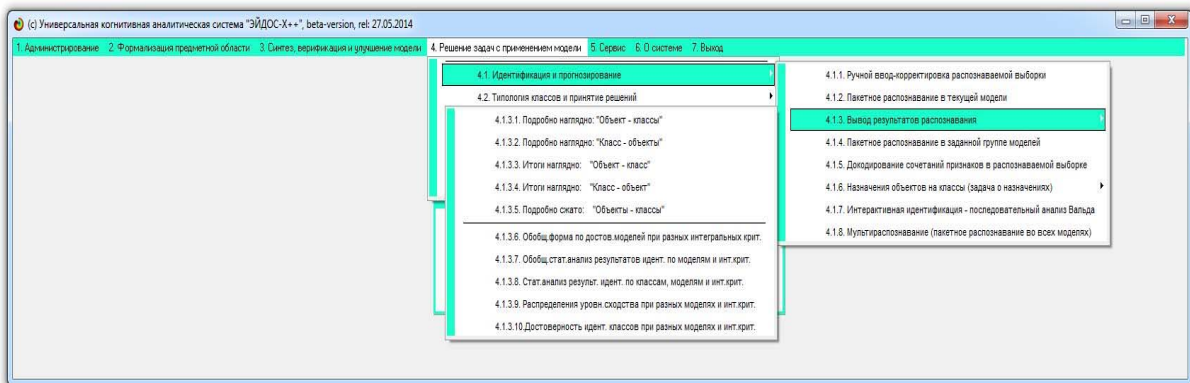 (c) Универсальная когнитивная аналитическая система "ЭЙДОС-X++", beta-version, rel: 27.05.2014
1. Администрирование 2. Формализация предметной области 3. Синтез, верификация и улучшение модели 4. Решение задач с применением модели 5. Сервис 6. О системе 7. Выход
4.1. Идентификация и прогнозирование
4.2. Типология классов и принятие решений
4.1.1. Ручной ввод-корректировка распознаваемой выборки
4.1.2. Пакетное распознавание в текущей модели
4.1.3. Вывод результатов распознавания
4.1.4. Пакетное распознавание в заданной группе моделей
4.1.5. Докодирование сочетаний признаков в распознаваемой выборке
4.1.6. Назначения объектов на классы (задача о назначениях)
4.1.7. Интерактивная идентификация - последовательный анализ Вальда
4.1.8. Мультираспознавание (пакетное распознавание во всех моделях)
4.1.3.1. Подробно наглядно: "Объект - классы"
4.1.3.2. Подробно наглядно: "Класс - объекты"
4.1.3.3. Итоги наглядно: "Объект - класс"
4.1.3.4. Итоги наглядно: "Класс - объект"
4.1.3.5. Подробно сжато: "Объекты - классы"
4.1.3.6. Обобщ.форма по достов.моделей при разных интегральных крит.
4.1.3.7. Обобщ.стат.анализ результатов идент. по моделям и инт.крит.
4.1.3.8. Стат.анализ результ. идент. по классам, моделям и инт.крит.
4.1.3.9. Распределения уровн.сходства при разных моделях и инт.крит.
4.1.3.10.Достоверность идент. классов при разных моделях и инт.крит.